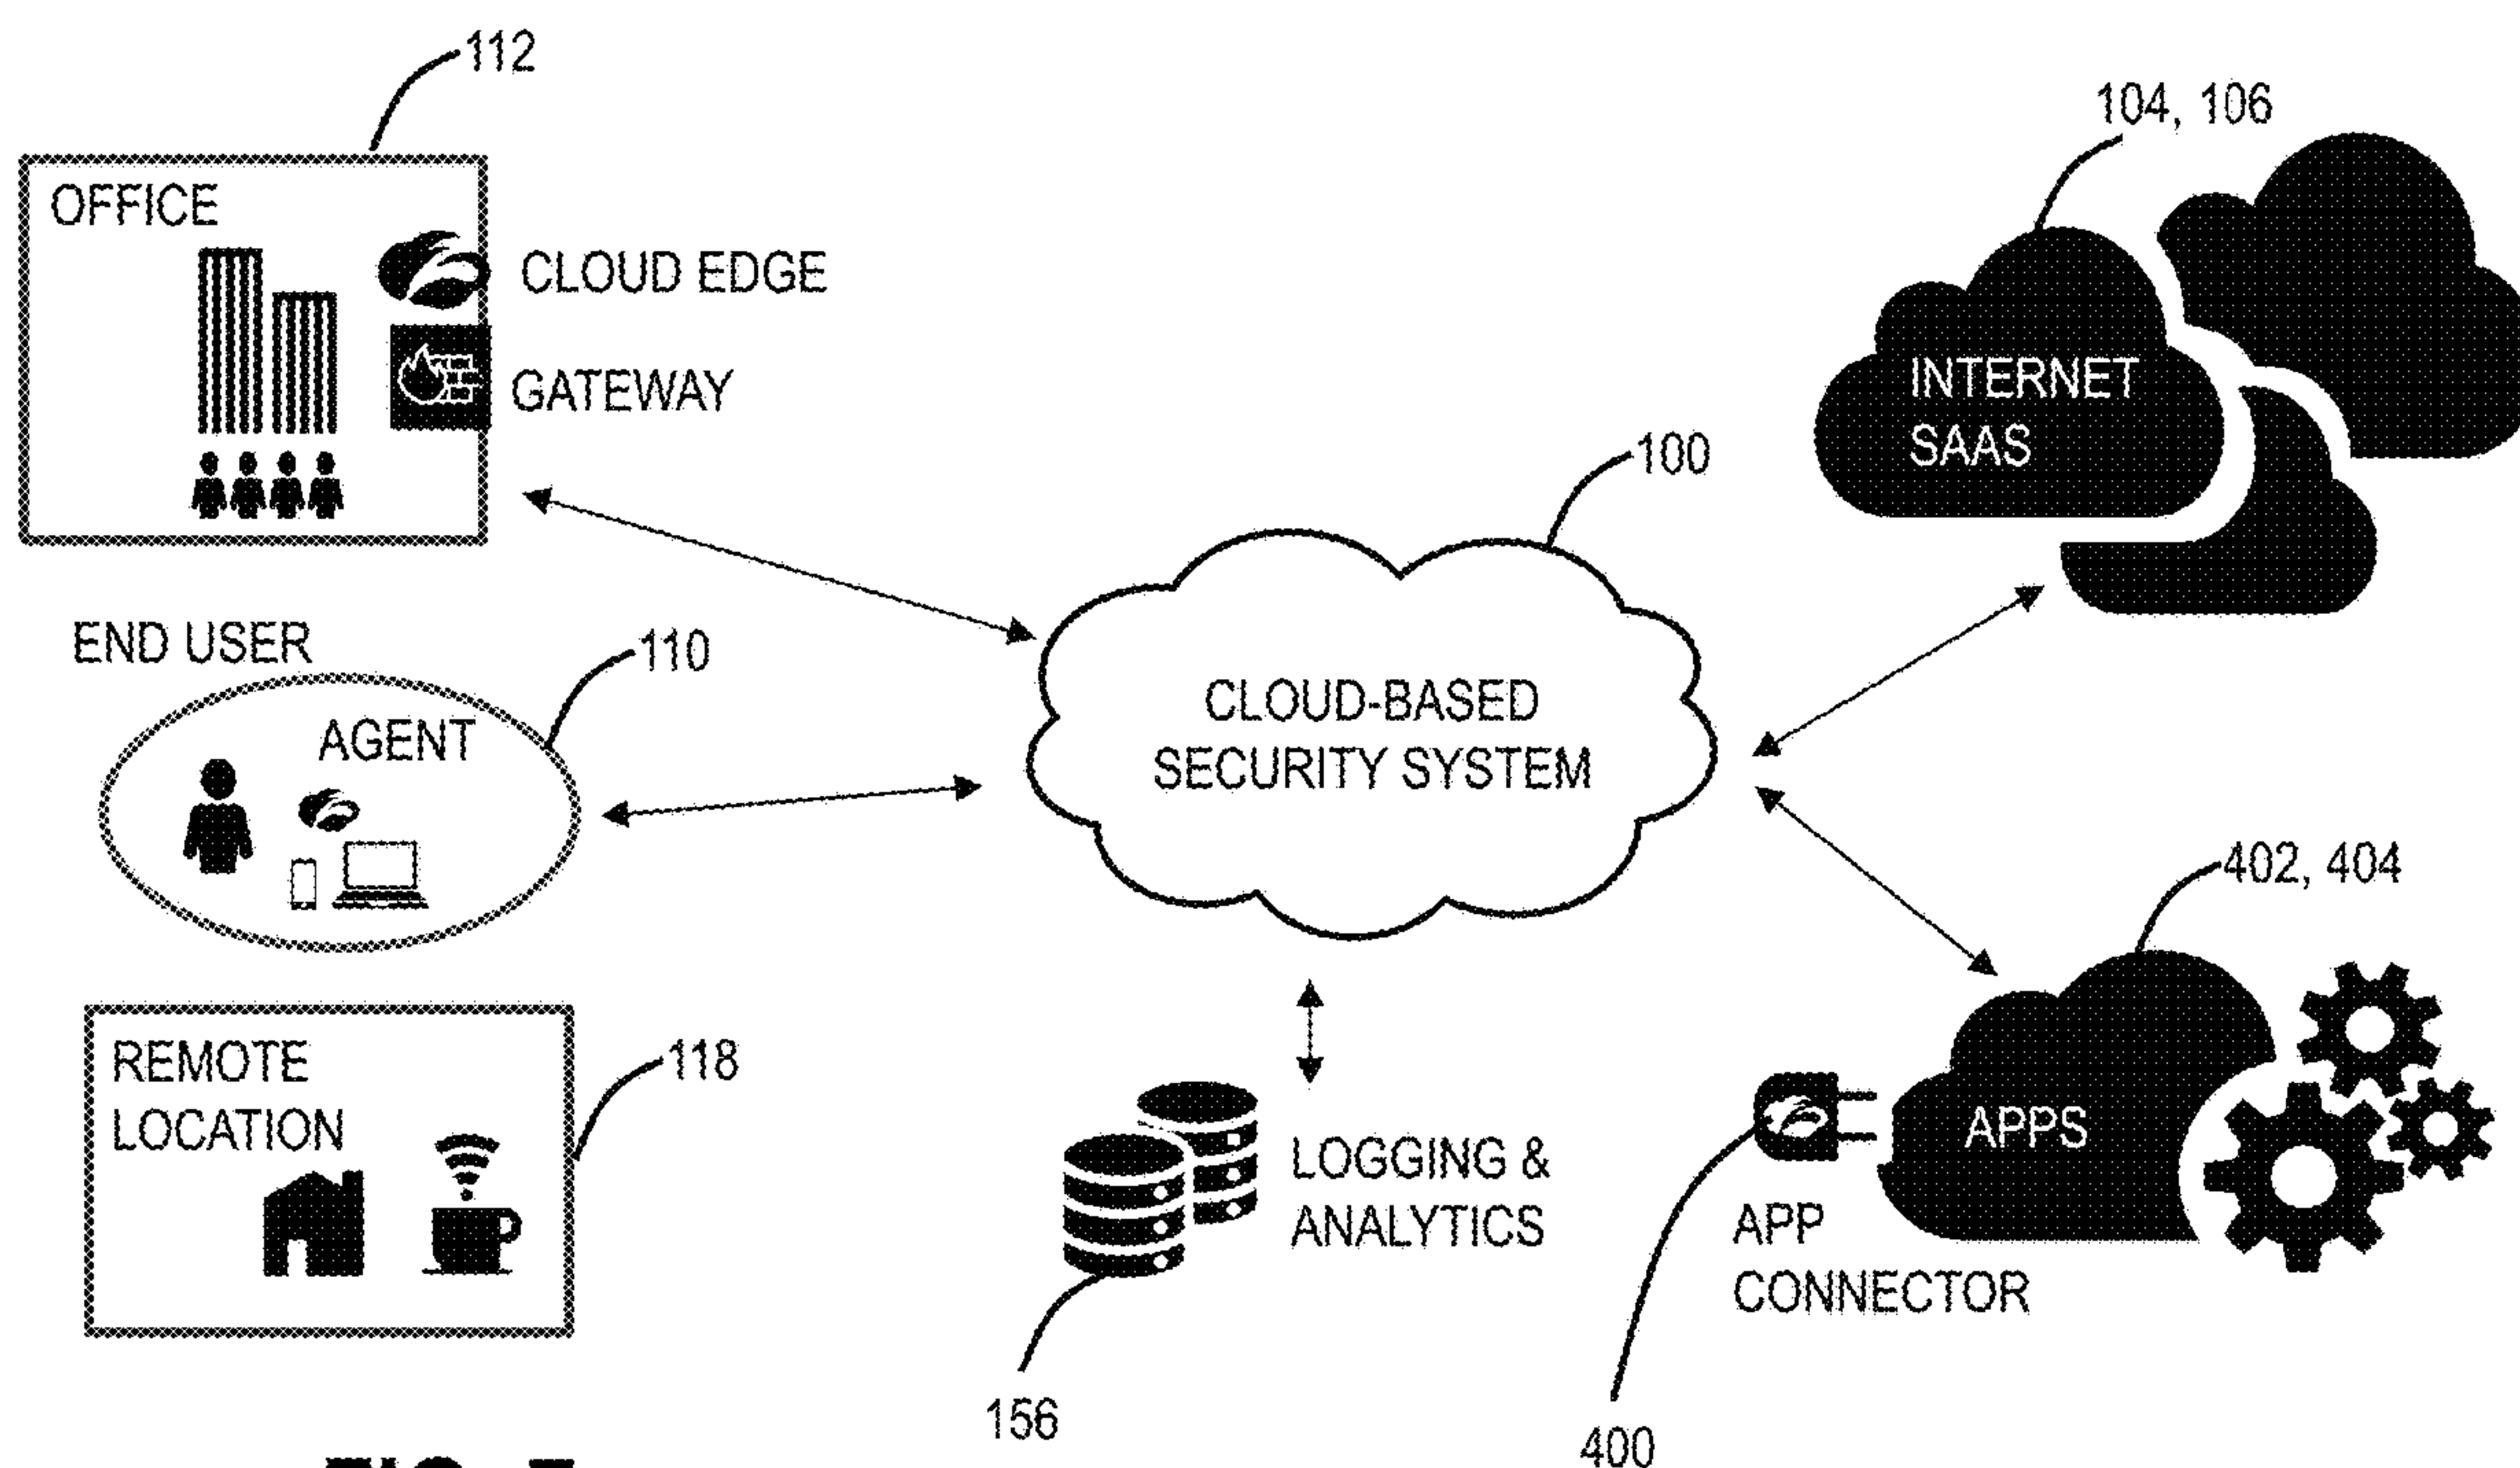 112
104, 106
OFFICE
CLOUD EDGE
GATEWAY
INTERNET
SAAS
100
END USER
110
AGENT
CLOUD-BASED
SECURITY SYSTEM
402, 404
REMOTE
LOCATION
118
LOGGING &
ANALYTICS
APPS
APP
CONNECTOR
156
400